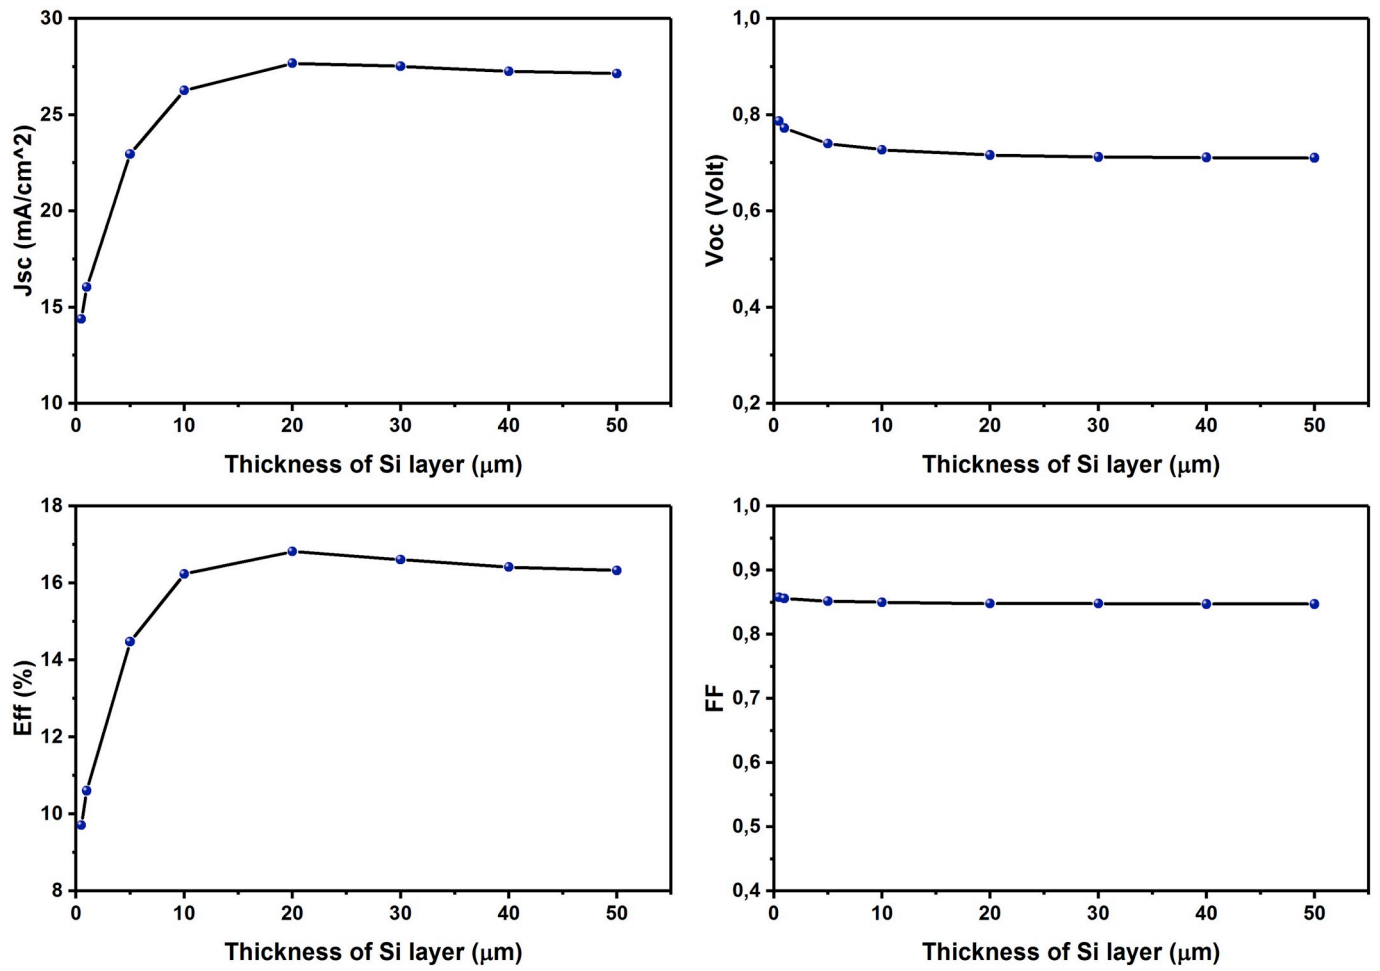 30
25
20
15
10
Jsc (mA/cm^2)
0 10 20 30 40 50
Thickness of Si layer (μm)
1,0
0,8
0,6
0,4
0,2
Voc (Volt)
0 10 20 30 40 50
Thickness of Si layer (μm)
18
16
14
12
10
8
Eff (%)
0 10 20 30 40 50
Thickness of Si layer (μm)
1,0
0,9
0,8
0,7
0,6
0,5
0,4
FF
0 10 20 30 40 50
Thickness of Si layer (μm)